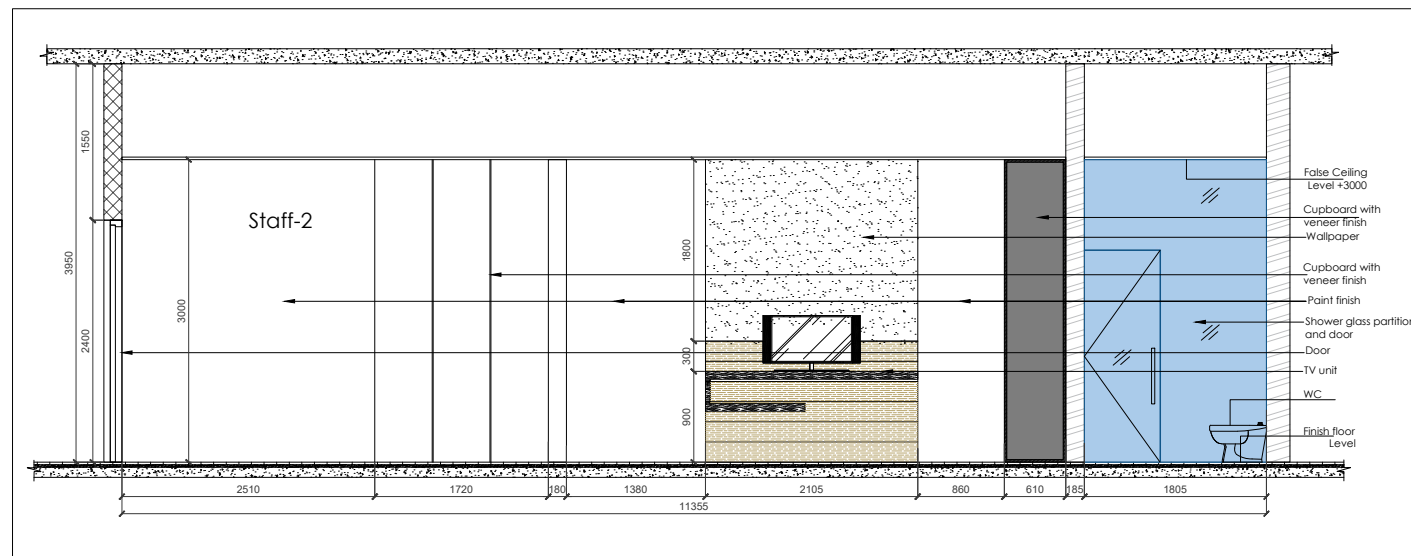 Staff-2
1550
3950
2400
3000
1800
300
900
False Ceiling
Level +3000
Cupboard with
veneer finish
Wallpaper
Cupboard with
veneer finish
Paint finish
Shower glass partition
and door
Door
TV unit
WC
Finish floor
Level
2510
1720
180
1380
2105
860
610
185
1805
11355